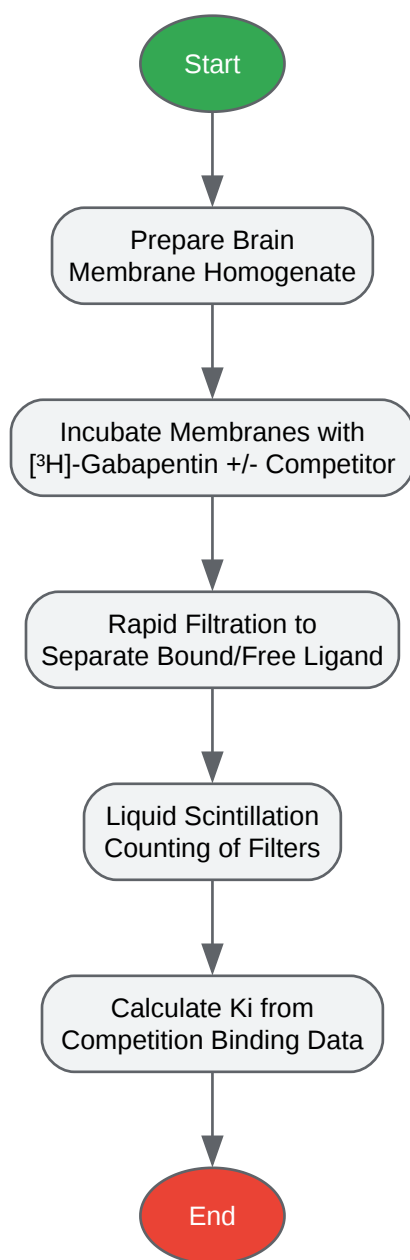 Start
Prepare Brain
Membrane Homogenate
Incubate Membranes with
[³H]-Gabapentin +/- Competitor
Rapid Filtration to
Separate Bound/Free Ligand
Liquid Scintillation
Counting of Filters
Calculate Ki from
Competition Binding Data
End